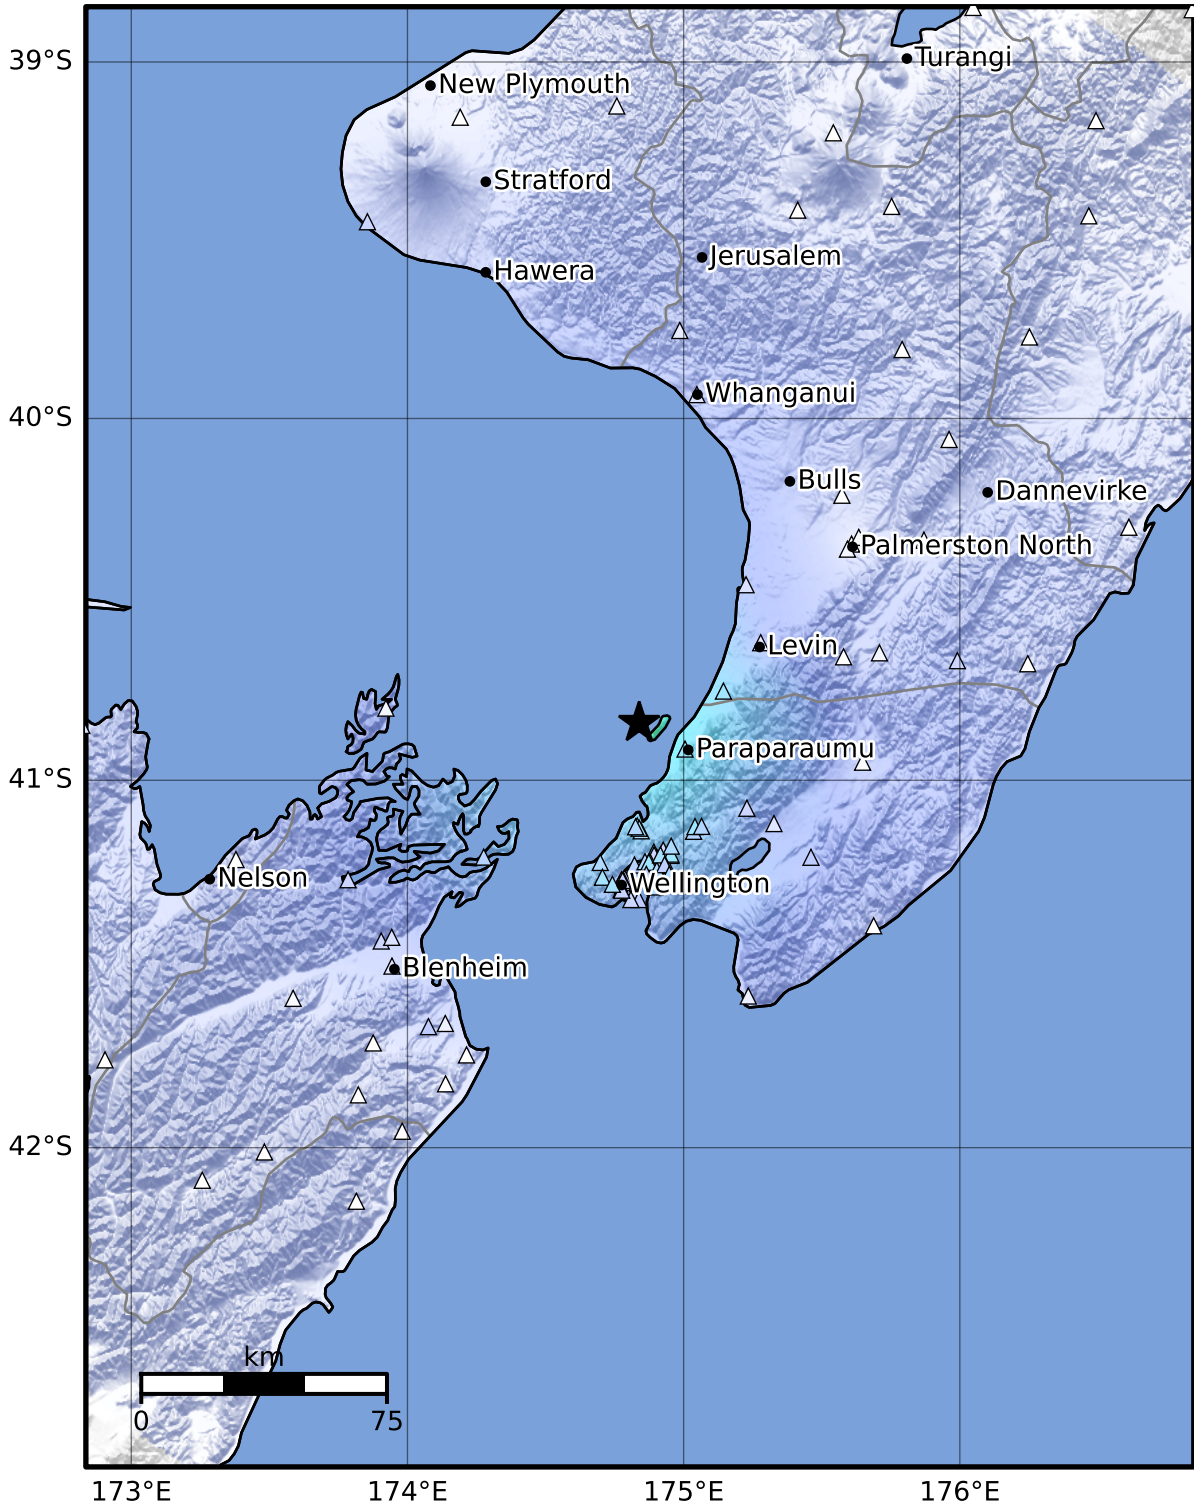 39°S
Turangi
New Plymouth
Stratford
Jerusalem
Hawera
Whanganui
40°S
Bulls
Dannevirke
Palmerston North
Levin
Paraparaumu
41°S
Nelson
Wellington
Blenheim
42°S
km
0
75
173°E
174°E
175°E
176°E